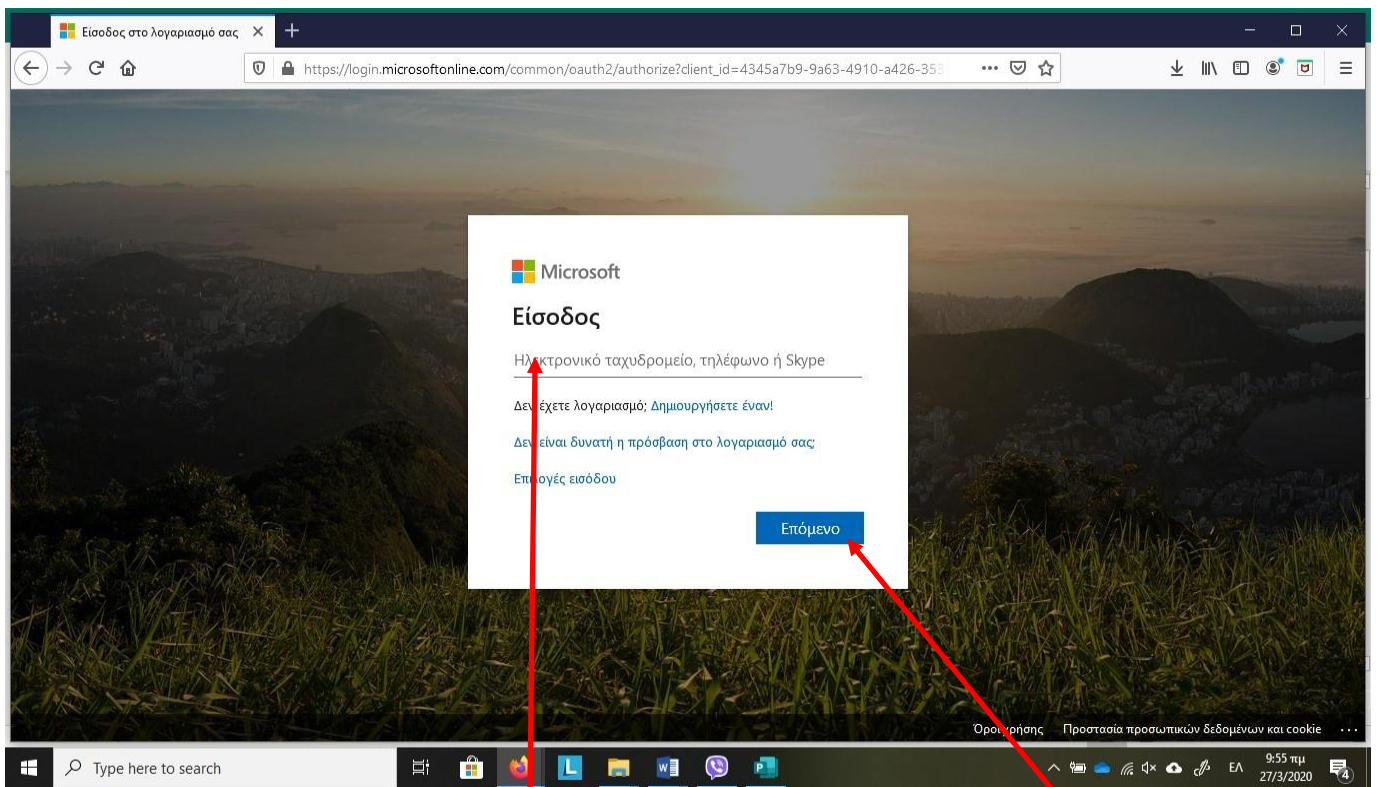 Είσοδος στο λογαριασμό σας
https://login.microsoftonline.com/common/oauth2/authorize?client_id=4345a7b9-9a63-4910-a426-353
Microsoft
Είσοδος
Ηλεκτρονικό ταχυδρομείο, τηλέφωνο ή Skype
Δεν έχετε λογαριασμό; Δημιουργήσετε έναν!
Δεν είναι δυνατή η πρόσβαση στο λογαριασμό σας;
Επιλογές εισόδου
Επόμενο
Όροι χρήσης Προστασία προσωπικών δεδομένων και cookie
Type here to search
ΕΛ
9:55 πμ
27/3/2020
4